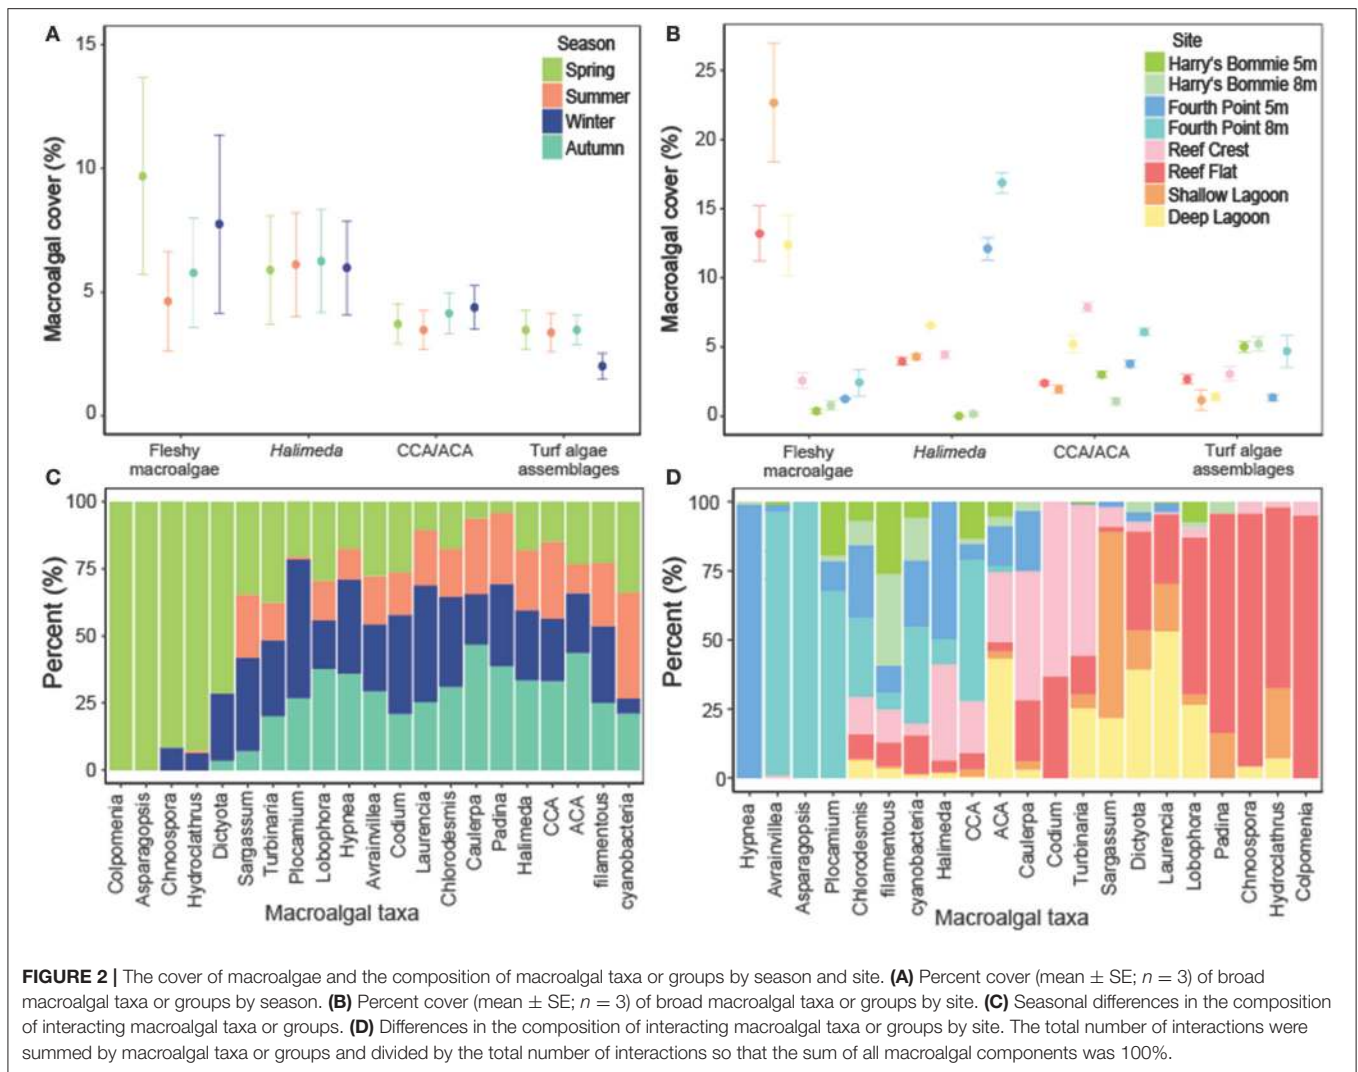 A
15
10
5
0
Macroalgal cover (%)
Season
Spring
Summer
Winter
Autumn
Fleshy
macroalgae
Halimeda
CCA/ACA
Turf algae
assemblages
B
25
20
15
10
5
0
Macroalgal cover (%)
Site
Harry's Bommie 5m
Harry's Bommie 8m
Fourth Point 5m
Fourth Point 8m
Reef Crest
Reef Flat
Shallow Lagoon
Deep Lagoon
Fleshy
macroalgae
Halimeda
CCA/ACA
Turf algae
assemblages
C
100
75
50
25
0
Percent (%)
Colpomenia
Asparagopsis
Chnoospora
Hydroclathrus
Dictyota
Sargassum
Turbinaria
Plocamium
Lobophora
Hypnea
Avrainvillea
Codium
Laurencia
Chlorodesmis
Caulerpa
Padina
Halimeda
CCA
ACA
filamentous
cyanobacteria
Macroalgal taxa
D
100
75
50
25
0
Percent (%)
Hypnea
Avrainvillea
Asparagopsis
Plocamium
Chlorodesmis
filamentous
cyanobacteria
Halimeda
CCA
ACA
Caulerpa
Codium
Turbinaria
Sargassum
Dictyota
Laurencia
Lobophora
Padina
Chnoospora
Hydroclathrus
Colpomenia
Macroalgal taxa
FIGURE 2 | The cover of macroalgae and the composition of macroalgal taxa or groups by season and site. (A) Percent cover (mean ± SE; n = 3) of broad
macroalgal taxa or groups by season. (B) Percent cover (mean ± SE; n = 3) of broad macroalgal taxa or groups by site. (C) Seasonal differences in the composition
of interacting macroalgal taxa or groups. (D) Differences in the composition of interacting macroalgal taxa or groups by site. The total number of interactions were
summed by macroalgal taxa or groups and divided by the total number of interactions so that the sum of all macroalgal components was 100%.